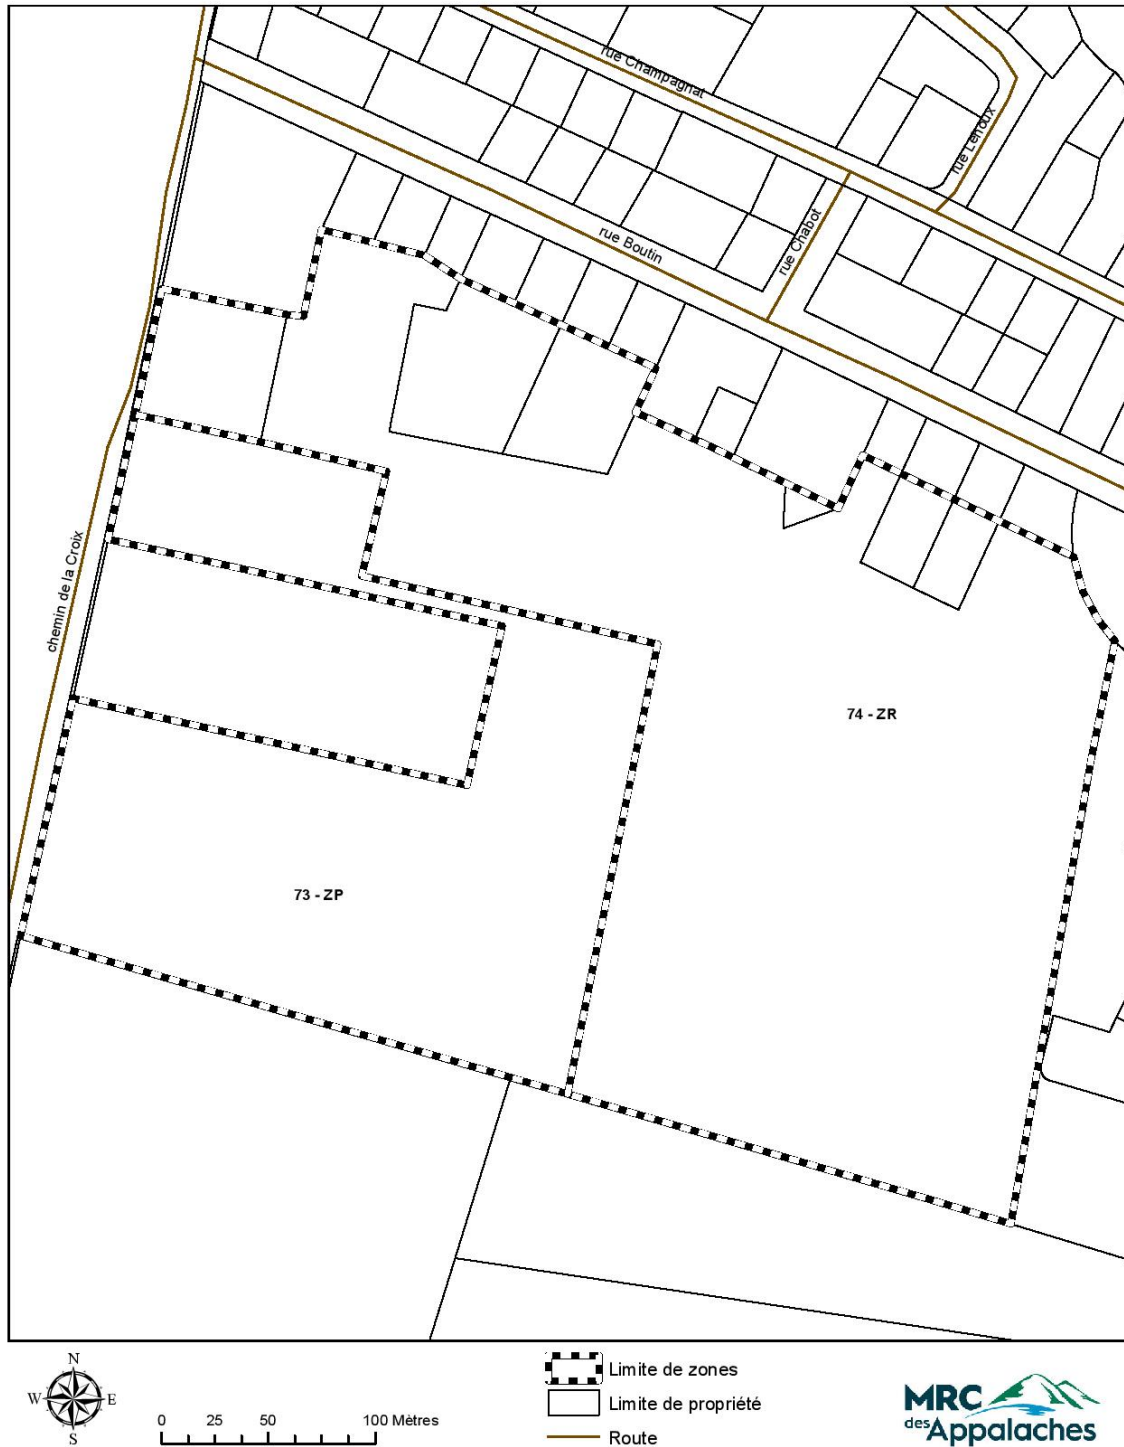 rue Champagnat
rue Lenoux
rue Chabot
rue Boutin
chemin de la Croix
74 - ZR
73 - ZP
N
W E
S
0 25 50 100 Mètres
Limite de zones
Limite de propriété
Route
MRC
des Appalaches